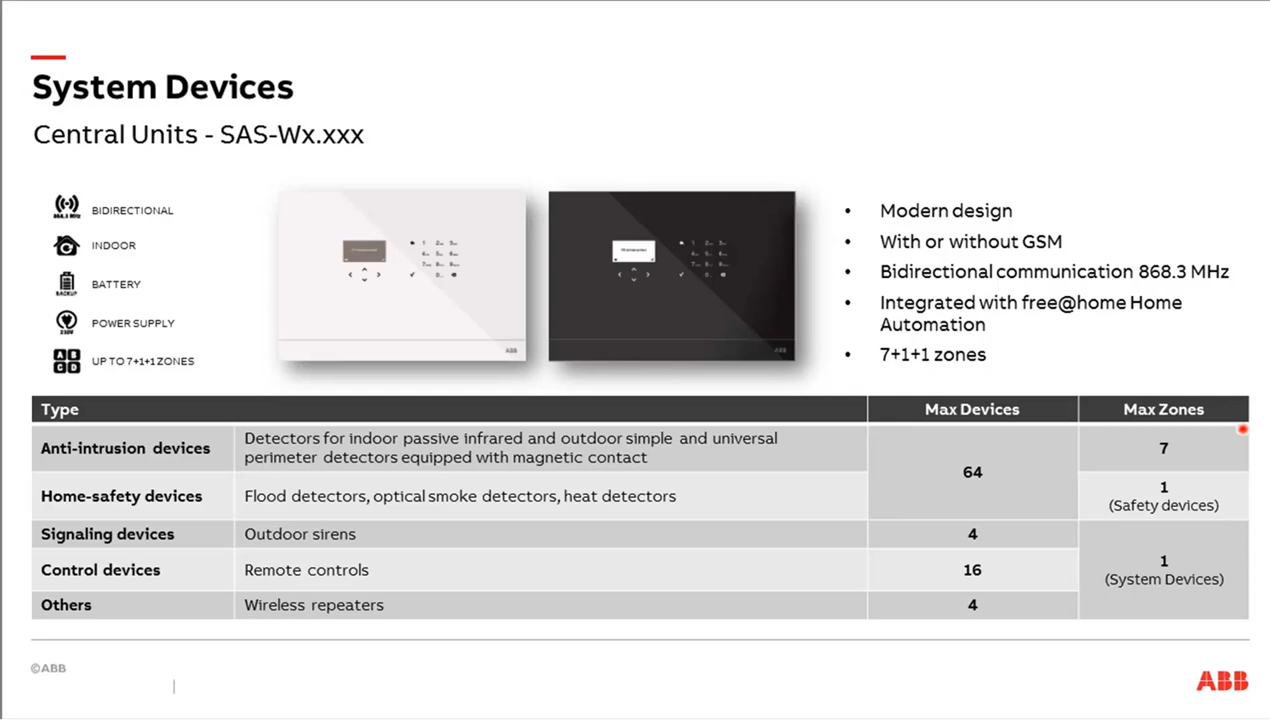 System Devices
Central Units - SAS-Wx.xxx
BIDIRECTIONAL
INDOOR
BACKUP
BATTERY
230V
POWER SUPPLY
A B
C D
UP TO 7+1+1 ZONES
ABB
ABB
• Modern design
• With or without GSM
• Bidirectional communication 868.3 MHz
• Integrated with free@home Home
Automation
• 7+1+1 zones
Type Max Devices Max Zones
Anti-intrusion devices
Detectors for indoor passive infrared and outdoor simple and universal
perimeter detectors equipped with magnetic contact
64
7
Home-safety devices Flood detectors, optical smoke detectors, heat detectors
1
(Safety devices)
Signaling devices Outdoor sirens 4
Control devices Remote controls 16
1
(System Devices)
Others Wireless repeaters 4
©ABB
ABB